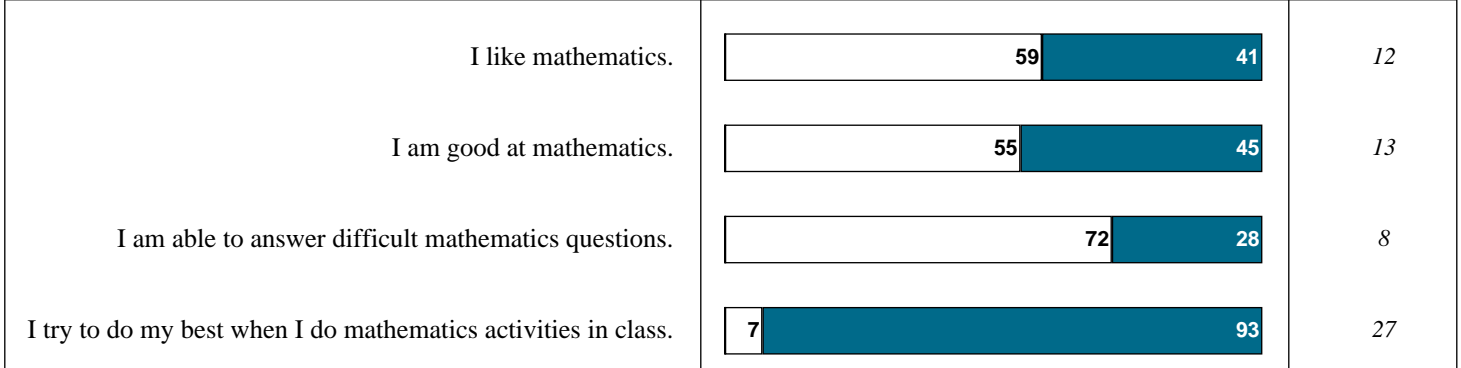 I like mathematics. 59 41 12
I am good at mathematics. 55 45 13
I am able to answer difficult mathematics questions. 72 28 8
I try to do my best when I do mathematics activities in class. 7 93 27